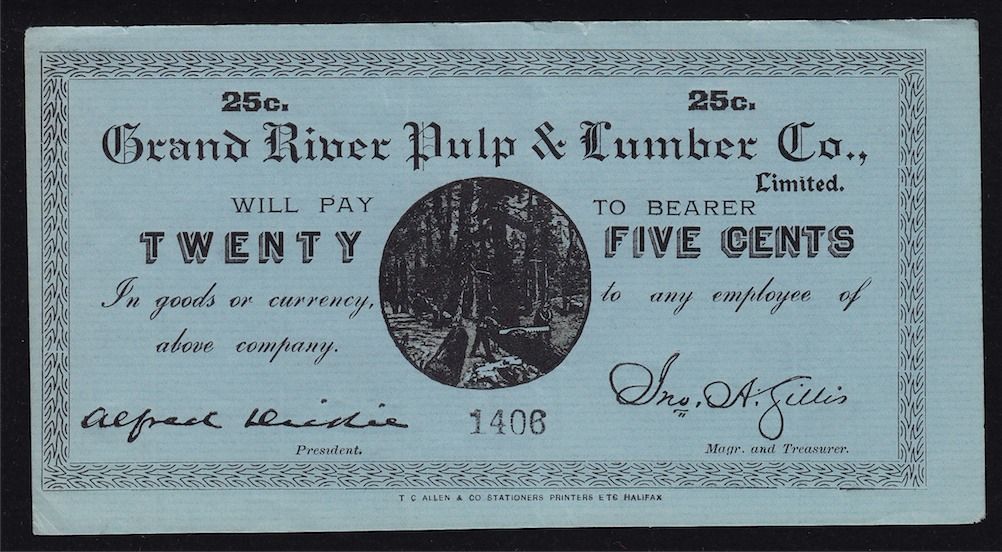 25c. 25c.
Grand River Pulp & Lumber Co.,
Limited.
WILL PAY TO BEARER
TWENTY FIVE CENTS
In goods or currency, to any employee of
above company.
Alfred Dickie 1406 Jno. A. Gillis
President. Magr. and Treasurer.
T C ALLEN & CO STATIONERS PRINTERS ETC HALIFAX